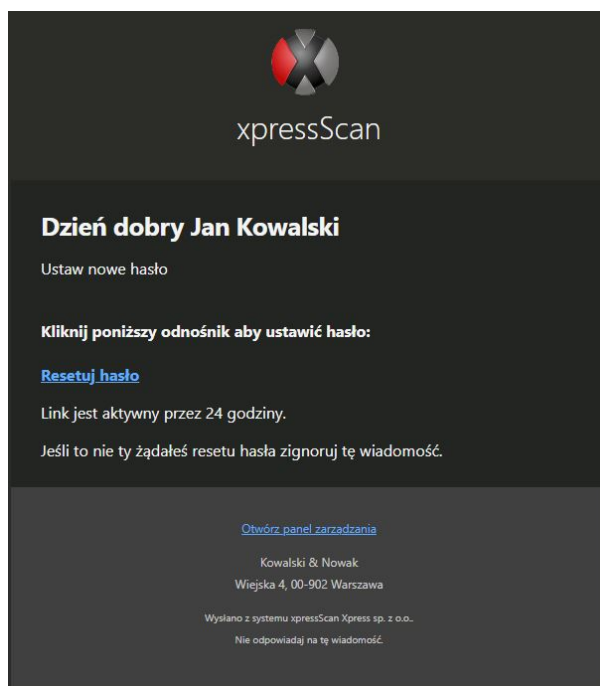 xpressScan
Dzień dobry Jan Kowalski
Ustaw nowe hasło
Kliknij poniższy odnośnik aby ustawić hasło:
Resetuj hasło
Link jest aktywny przez 24 godziny.
Jeśli to nie ty żądałeś resetu hasła zignoruj tę wiadomość.
Otwórz panel zarządzania
Kowalski & Nowak
Wiejska 4, 00-902 Warszawa
Wysłano z systemu xpressScan Xpress sp. z o.o..
Nie odpowiadaj na tę wiadomość.